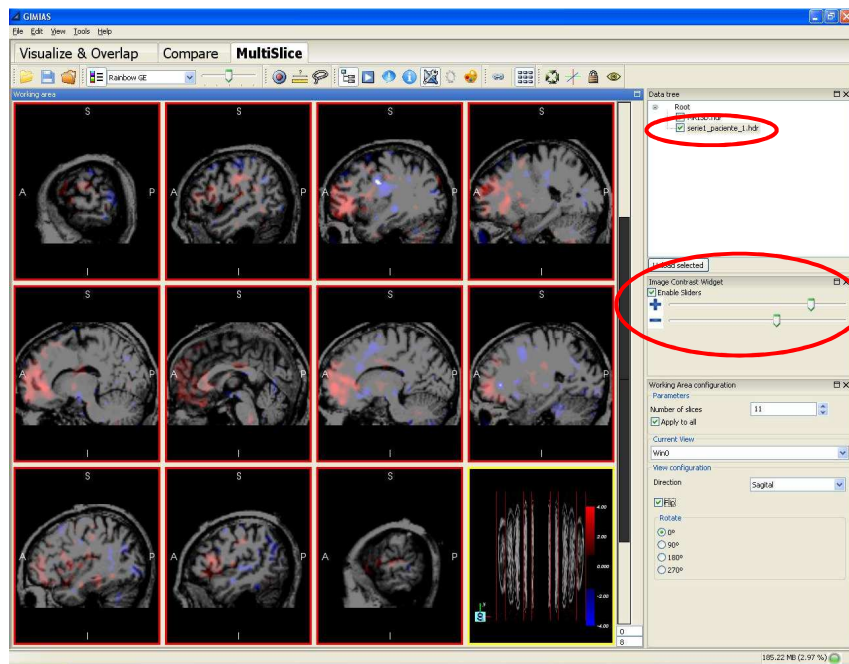 GIMIAS
File Edit View Tools Help
Visualize & Overlap Compare MultiSlice
Rainbow GE
Working area
S S S S
A P A P A P A P
I I I I
S S S S
A P A P A P A P
I I I I
S S S
A P A P A P
I I I
4.00
2.00
0.000
-2.00
-4.00
P
S
0
8
Data tree
Root
serie1_paciente_1.hdr
Unload selected
Image Contrast Widget
Enable Sliders
Working Area configuration
Parameters
Number of slices 11
Apply to all
Current View
Win0
View configuration
Direction Sagital
Flip
Rotate
0º
90º
180º
270º
185.22 MB (2.97 %)